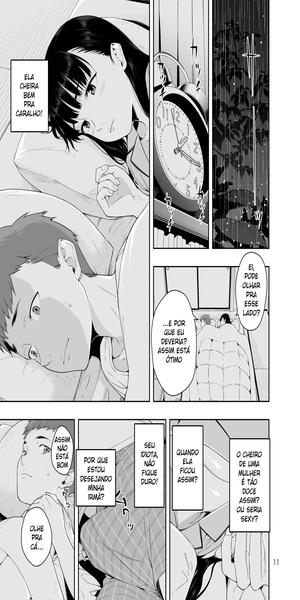 ELA
CHEIRA
BEM
PRA
CARALHO!
EI,
PODE
OLHAR
PRA
ESSE
LADO?
...E POR
QUE EU
DEVERIA?
ASSIM ESTÁ
ÓTIMO
O CHEIRO
DE UMA
MULHER
É TÃO
DOCE
ASSIM?
OU SERIA
SEXY?
QUANDO
ELA
FICOU
ASSIM?
SEU
IDIOTA,
NÃO
FIQUE
DURO!
POR
QUE
ESTOU
DESEJANDO
MINHA
IRMÃ?
ASSIM
NÃO
ESTÁ
BOM
OLHE
PRA
CÁ...
11